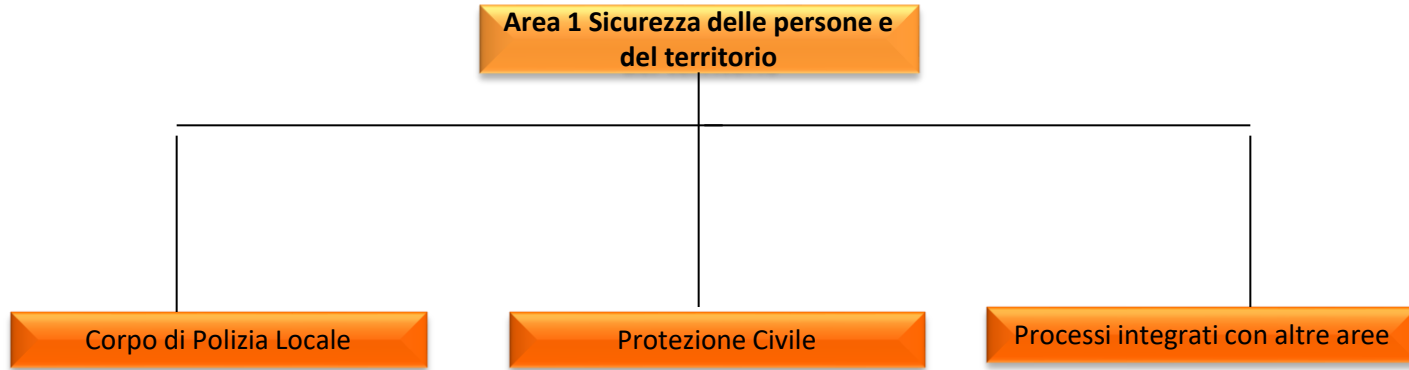 Area 1 Sicurezza delle persone e
del territorio
Corpo di Polizia Locale
Protezione Civile
Processi integrati con altre aree